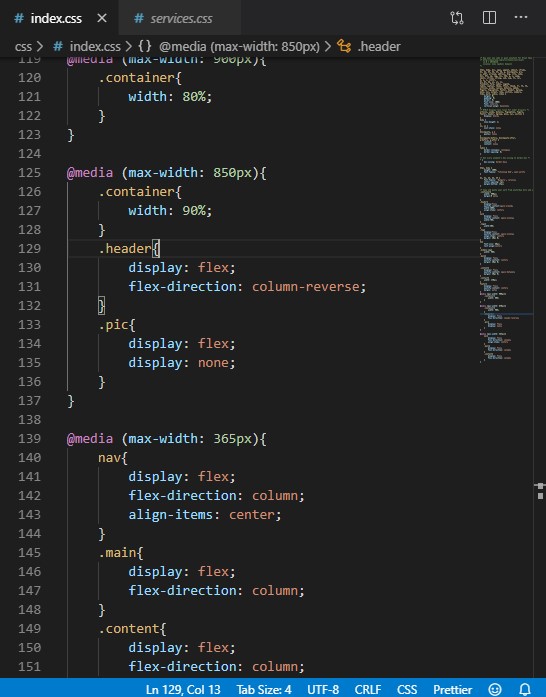 # index.css × # services.css ···
css > # index.css > {} @media (max-width: 850px) > .header
119 @media (max-width: 900px){
120 .container{
121 width: 80%;
122 }
123 }
124
125 @media (max-width: 850px){
126 .container{
127 width: 90%;
128 }
129 .header{
130 display: flex;
131 flex-direction: column-reverse;
132 }
133 .pic{
134 display: flex;
135 display: none;
136 }
137 }
138
139 @media (max-width: 365px){
140 nav{
141 display: flex;
142 flex-direction: column;
143 align-items: center;
144 }
145 .main{
146 display: flex;
147 flex-direction: column;
148 }
149 .content{
150 display: flex;
151 flex-direction: column;
Ln 129, Col 13 Tab Size: 4 UTF-8 CRLF CSS Prettier